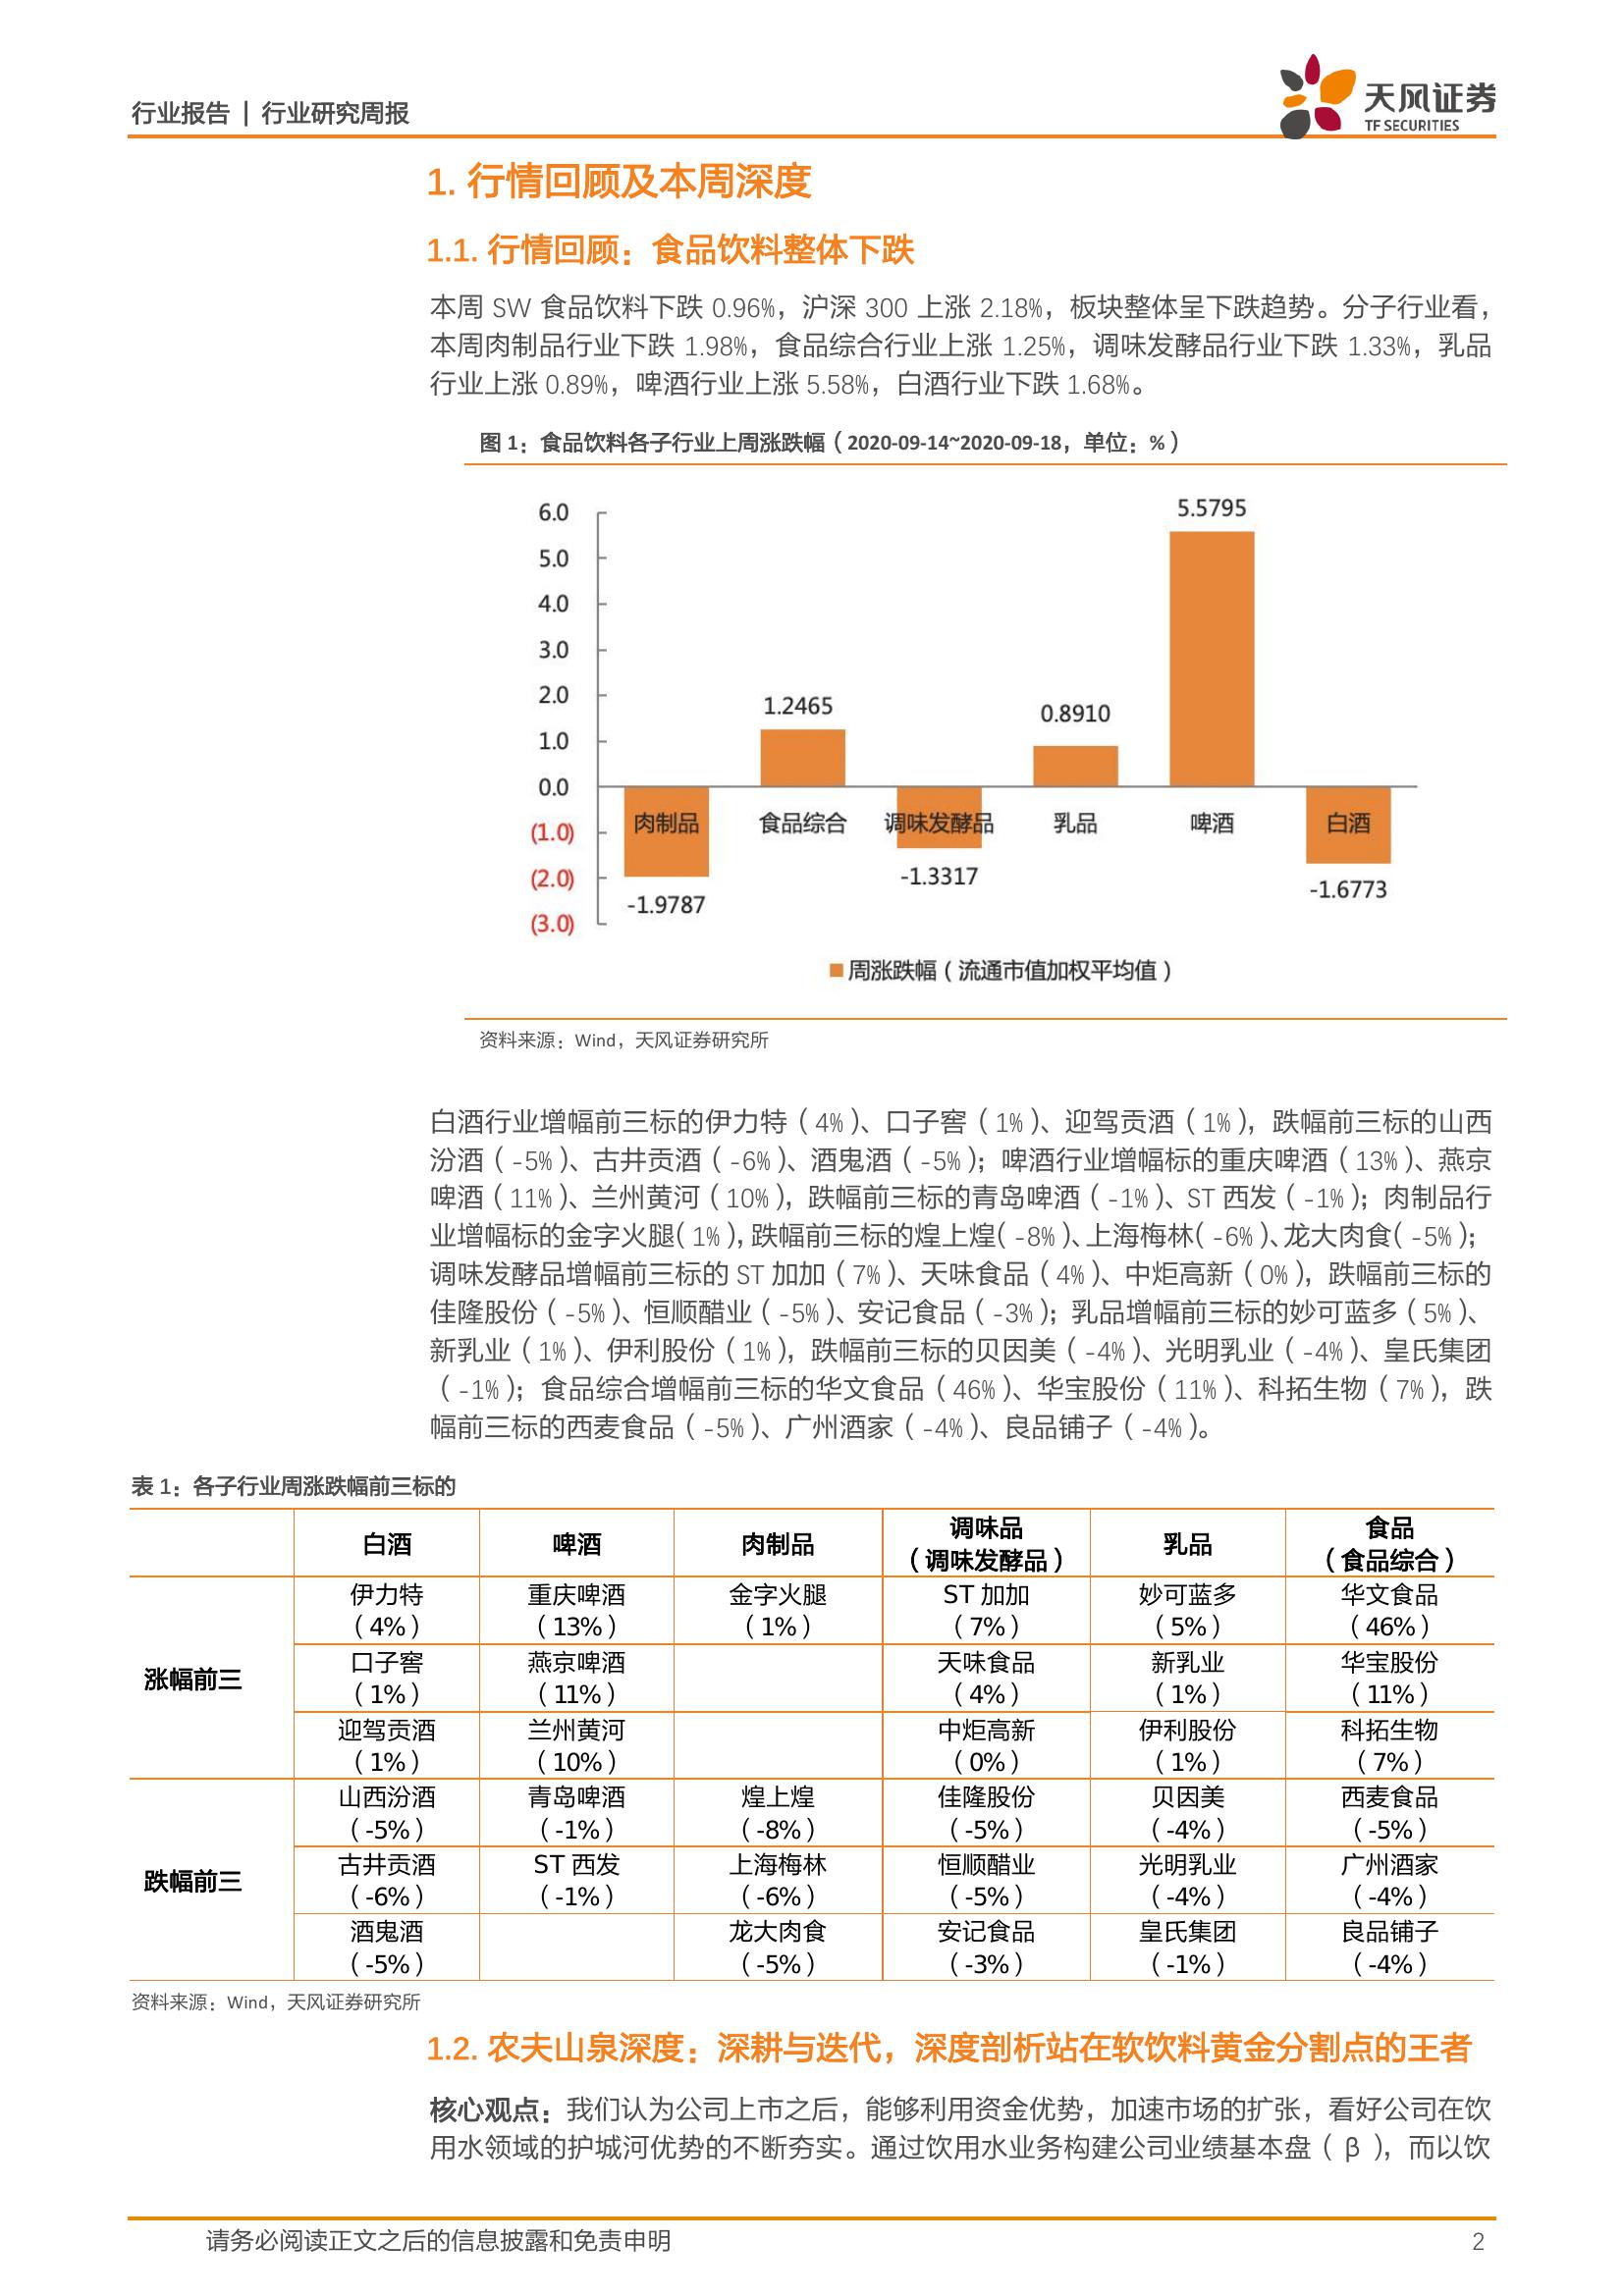 行业报告 | 行业研究周报
天风证券
TF SECURITIES
1. 行情回顾及本周深度
1.1. 行情回顾：食品饮料整体下跌
本周 SW 食品饮料下跌 0.96%，沪深 300 上涨 2.18%，板块整体呈下跌趋势。分子行业看，
本周肉制品行业下跌 1.98%，食品综合行业上涨 1.25%，调味发酵品行业下跌 1.33%，乳品
行业上涨 0.89%，啤酒行业上涨 5.58%，白酒行业下跌 1.68%。
图 1：食品饮料各子行业上周涨跌幅（2020-09-14~2020-09-18，单位：%）
6.0
5.0
4.0
3.0
2.0
1.0
0.0
(1.0)
(2.0)
(3.0)
-1.9787
1.2465
-1.3317
0.8910
5.5795
-1.6773
肉制品 食品综合 调味发酵品 乳品 啤酒 白酒
周涨跌幅（流通市值加权平均值）
资料来源：Wind，天风证券研究所
白酒行业增幅前三标的伊力特（4%）、口子窖（1%）、迎驾贡酒（1%），跌幅前三标的山西
汾酒（-5%）、古井贡酒（-6%）、酒鬼酒（-5%）；啤酒行业增幅标的重庆啤酒（13%）、燕京
啤酒（11%）、兰州黄河（10%），跌幅前三标的青岛啤酒（-1%）、ST 西发（-1%）；肉制品行
业增幅标的金字火腿（1%），跌幅前三标的煌上煌（-8%）、上海梅林（-6%）、龙大肉食（-5%）；
调味发酵品增幅前三标的 ST 加加（7%）、天味食品（4%）、中炬高新（0%），跌幅前三标的
佳隆股份（-5%）、恒顺醋业（-5%）、安记食品（-3%）；乳品增幅前三标的妙可蓝多（5%）、
新乳业（1%）、伊利股份（1%），跌幅前三标的贝因美（-4%）、光明乳业（-4%）、皇氏集团
（-1%）；食品综合增幅前三标的华文食品（46%）、华宝股份（11%）、科拓生物（7%），跌
幅前三标的西麦食品（-5%）、广州酒家（-4%）、良品铺子（-4%）。
表 1：各子行业周涨跌幅前三标的
白酒 啤酒 肉制品 调味品 乳品 食品
（调味发酵品） （食品综合）
涨幅前三
伊力特 重庆啤酒 金字火腿 ST 加加 妙可蓝多 华文食品
（4%） （13%） （1%） （7%） （5%） （46%）
口子窖 燕京啤酒 天味食品 新乳业 华宝股份
（1%） （11%） （4%） （1%） （11%）
迎驾贡酒 兰州黄河 中炬高新 伊利股份 科拓生物
（1%） （10%） （0%） （1%） （7%）
跌幅前三
山西汾酒 青岛啤酒 煌上煌 佳隆股份 贝因美 西麦食品
（-5%） （-1%） （-8%） （-5%） （-4%） （-5%）
古井贡酒 ST 西发 上海梅林 恒顺醋业 光明乳业 广州酒家
（-6%） （-1%） （-6%） （-5%） （-4%） （-4%）
酒鬼酒 龙大肉食 安记食品 皇氏集团 良品铺子
（-5%） （-5%） （-3%） （-1%） （-4%）
资料来源：Wind，天风证券研究所
1.2. 农夫山泉深度：深耕与迭代，深度剖析站在软饮料黄金分割点的王者
核心观点：我们认为公司上市之后，能够利用资金优势，加速市场的扩张，看好公司在饮
用水领域的护城河优势的不断夯实。通过饮用水业务构建公司业绩基本盘（β），而以饮
请务必阅读正文之后的信息披露和免责申明
2